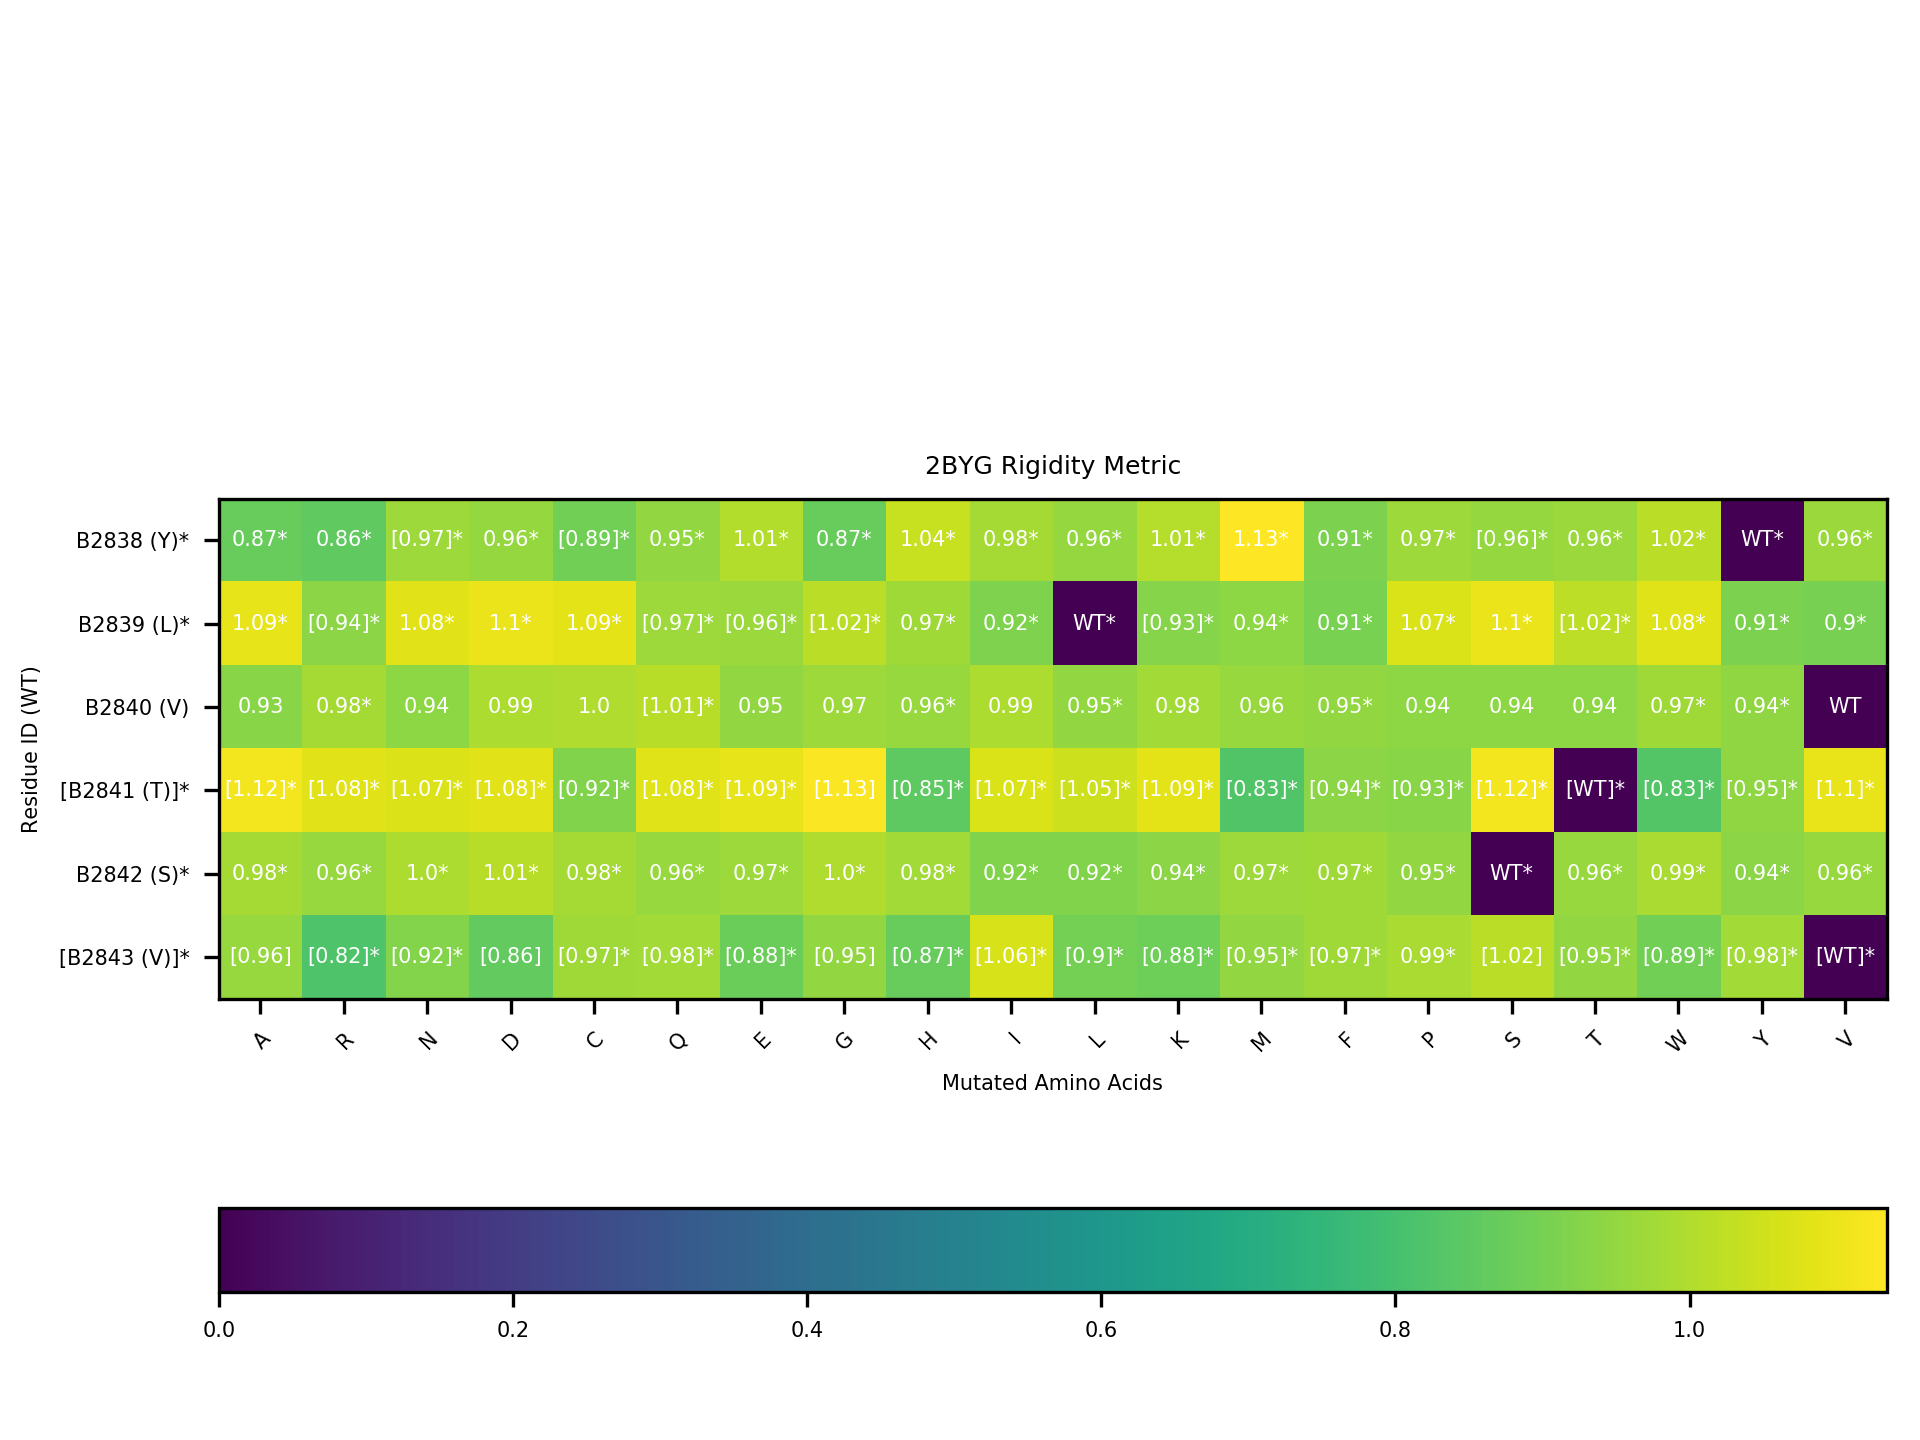 2BYG Rigidity Metric
Residue ID (WT)
B2838 (Y)* 0.87* 0.86* [0.97]* 0.96* [0.89]* 0.95* 1.01* 0.87* 1.04* 0.98* 0.96* 1.01* 1.13* 0.91* 0.97* [0.96]* 0.96* 1.02* WT* 0.96*
B2839 (L)* 1.09* [0.94]* 1.08* 1.1* 1.09* [0.97]* [0.96]* [1.02]* 0.97* 0.92* WT* [0.93]* 0.94* 0.91* 1.07* 1.1* [1.02]* 1.08* 0.91* 0.9*
B2840 (V) 0.93 0.98* 0.94 0.99 1.0 [1.01]* 0.95 0.97 0.96* 0.99 0.95* 0.98 0.96 0.95* 0.94 0.94 0.94 0.97* 0.94* WT
[B2841 (T)]* [1.12]* [1.08]* [1.07]* [1.08]* [0.92]* [1.08]* [1.09]* [1.13] [0.85]* [1.07]* [1.05]* [1.09]* [0.83]* [0.94]* [0.93]* [1.12]* [WT]* [0.83]* [0.95]* [1.1]*
B2842 (S)* 0.98* 0.96* 1.0* 1.01* 0.98* 0.96* 0.97* 1.0* 0.98* 0.92* 0.92* 0.94* 0.97* 0.97* 0.95* WT* 0.96* 0.99* 0.94* 0.96*
[B2843 (V)]* [0.96] [0.82]* [0.92]* [0.86] [0.97]* [0.98]* [0.88]* [0.95] [0.87]* [1.06]* [0.9]* [0.88]* [0.95]* [0.97]* 0.99* [1.02] [0.95]* [0.89]* [0.98]* [WT]*
A R N D C Q E G H I L K M F P S T W Y V
Mutated Amino Acids
0.0 0.2 0.4 0.6 0.8 1.0